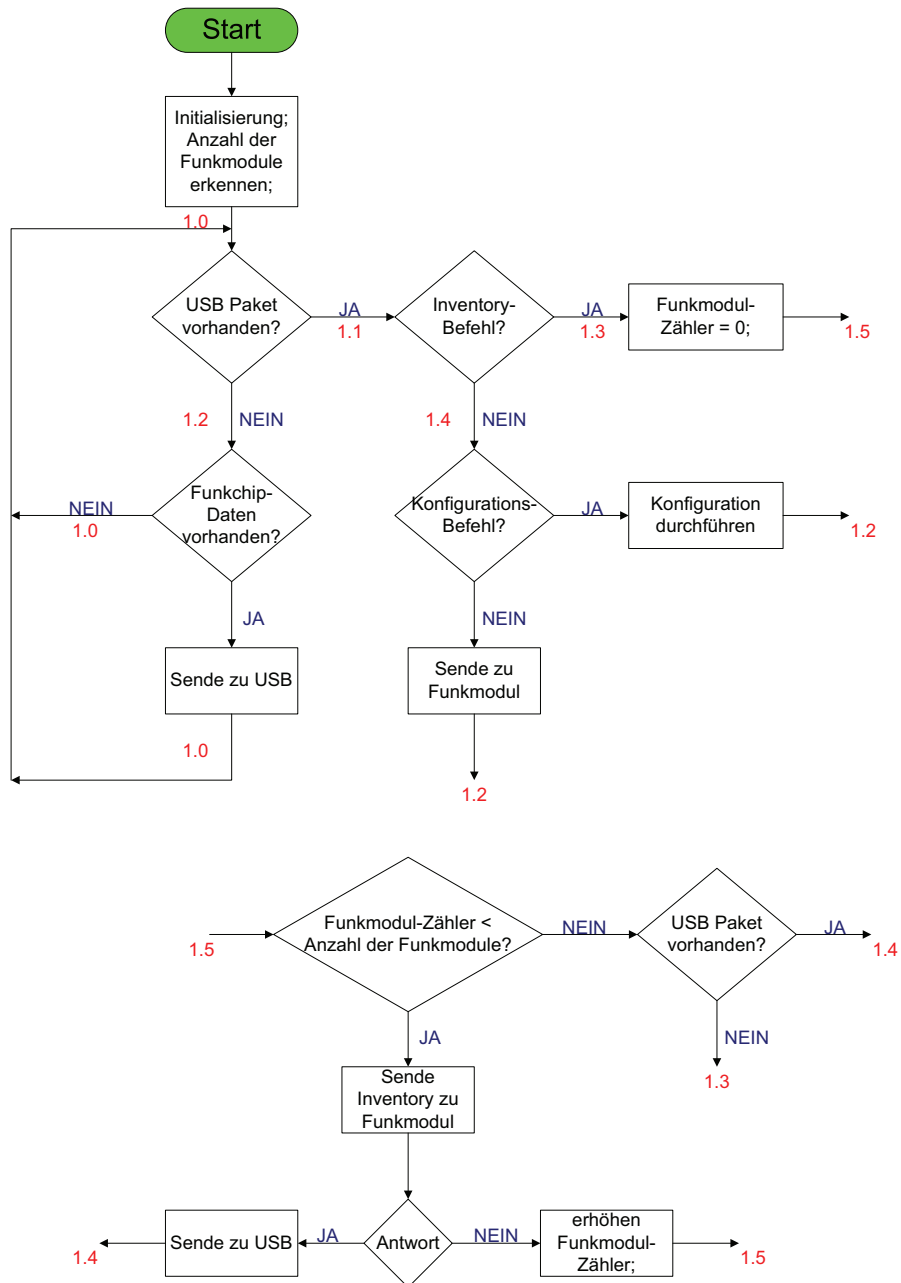 Start
Initialisierung;
Anzahl der
Funkmodule
erkennen;
1.0
USB Paket
vorhanden?
JA
1.1
Inventory-
Befehl?
JA
1.3
Funkmodul-
Zähler = 0;
1.5
1.2
NEIN
1.4
NEIN
Funkchip-
Daten
vorhanden?
NEIN
1.0
Konfigurations-
Befehl?
JA
Konfiguration
durchführen
1.2
JA
NEIN
Sende zu USB
Sende zu
Funkmodul
1.0
1.2
1.5
Funkmodul-Zähler <
Anzahl der Funkmodule?
NEIN
USB Paket
vorhanden?
JA
1.4
JA
NEIN
1.3
Sende
Inventory zu
Funkmodul
1.4
Sende zu USB
JA
Antwort
NEIN
erhöhen
Funkmodul-
Zähler;
1.5